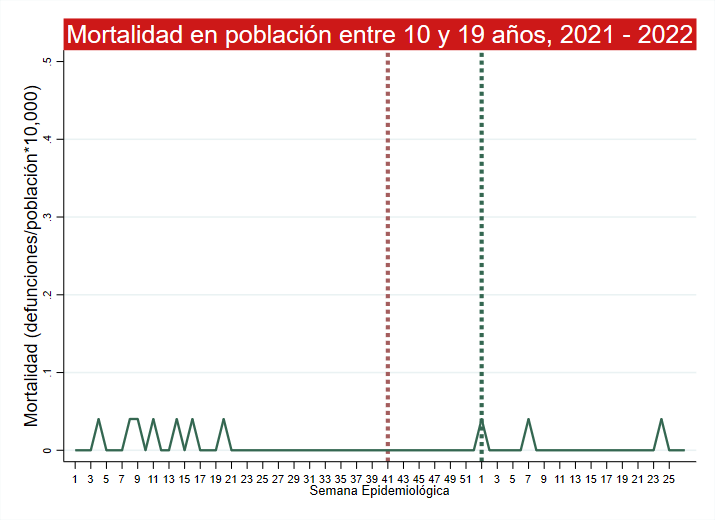 Mortalidad en población entre 10 y 19 años, 2021 - 2022
Mortalidad (defunciones/población*10,000)
.5
.4
.3
.2
.1
0
1 3 5 7 9 11 13 15 17 19 21 23 25 27 29 31 33 35 37 39 41 43 45 47 49 51 1 3 5 7 9 11 13 15 17 19 21 23 25
Semana Epidemiológica